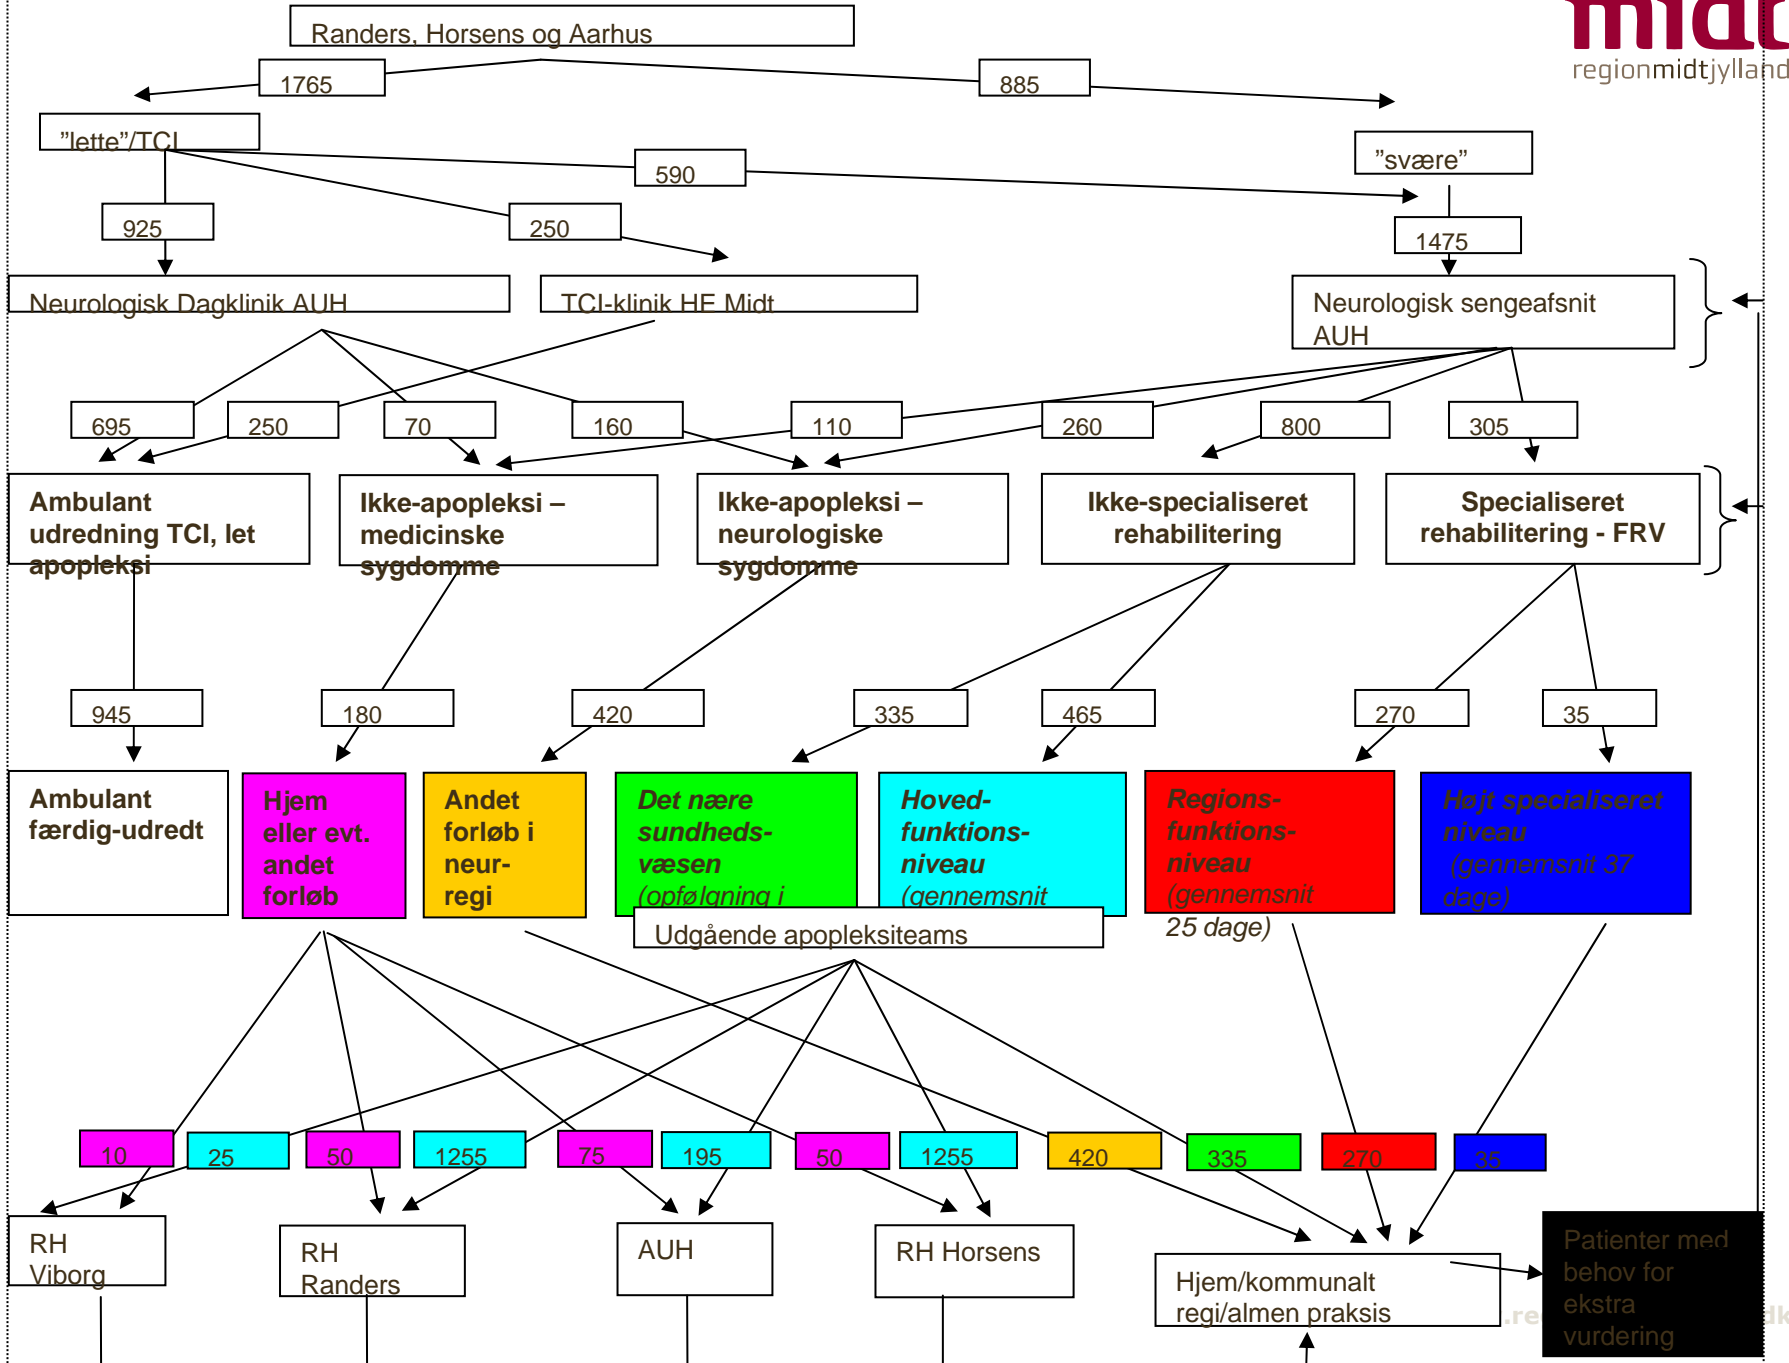 midt
regionmidtjylland
Randers, Horsens og Aarhus
1765
885
”lette”/TCI
”svære”
590
925
250
1475
Neurologisk Dagklinik AUH
TCI-klinik HE Midt
Neurologisk sengeafsnit
AUH
695
250
70
160
110
260
800
305
Ambulant
udredning TCI, let
apopleksi
Ikke-apopleksi –
medicinske
sygdomme
Ikke-apopleksi –
neurologiske
sygdomme
Ikke-specialiseret
rehabilitering
Specialiseret
rehabilitering - FRV
945
180
420
335
465
270
35
Ambulant
færdig-udredt
Hjem
eller evt.
andet
forløb
Andet
forløb i
neur-
regi
Det nære
sundheds-
væsen
(opfølgning i
Hoved-
funktions-
niveau
(gennemsnit
Regions-
funktions-
niveau
(gennemsnit
25 dage)
Højt specialiseret
niveau
(gennemsnit 37
dage)
Udgående apopleksiteams
10
25
50
1255
75
195
50
1255
420
335
270
35
RH
Viborg
RH
Randers
AUH
RH Horsens
Hjem/kommunalt
regi/almen praksis
Patienter med
behov for
ekstra
vurdering